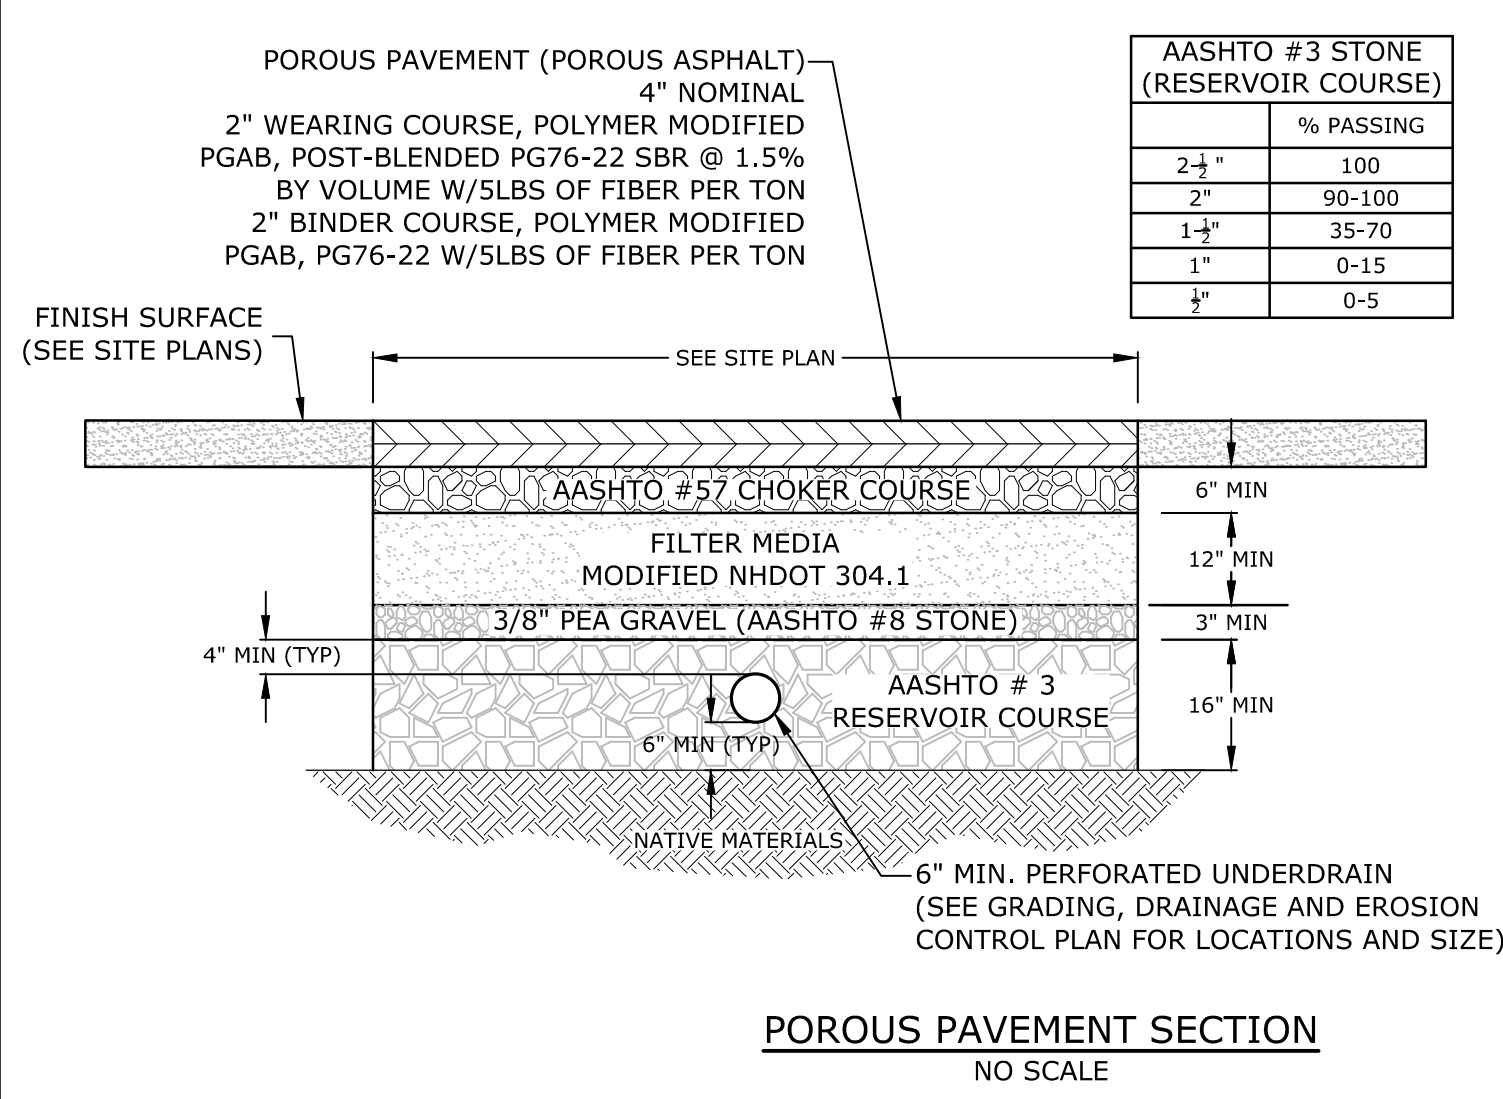 POROUS PAVEMENT (POROUS ASPHALT)
4" NOMINAL
2" WEARING COURSE, POLYMER MODIFIED
PGAB, POST-BLENDED PG76-22 SBR @ 1.5%
BY VOLUME W/5LBS OF FIBER PER TON
2" BINDER COURSE, POLYMER MODIFIED
PGAB, PG76-22 W/5LBS OF FIBER PER TON
AASHTO #3 STONE
(RESERVOIR COURSE)
% PASSING
2-1/2" 100
2" 90-100
1-1/2" 35-70
1" 0-15
1/2" 0-5
FINISH SURFACE
(SEE SITE PLANS)
SEE SITE PLAN
AASHTO #57 CHOKER COURSE
6" MIN
FILTER MEDIA
MODIFIED NHDOT 304.1
12" MIN
3/8" PEA GRAVEL (AASHTO #8 STONE)
3" MIN
4" MIN (TYP)
AASHTO # 3
RESERVOIR COURSE
16" MIN
6" MIN (TYP)
NATIVE MATERIALS
6" MIN. PERFORATED UNDERDRAIN
(SEE GRADING, DRAINAGE AND EROSION
CONTROL PLAN FOR LOCATIONS AND SIZE)
POROUS PAVEMENT SECTION
NO SCALE